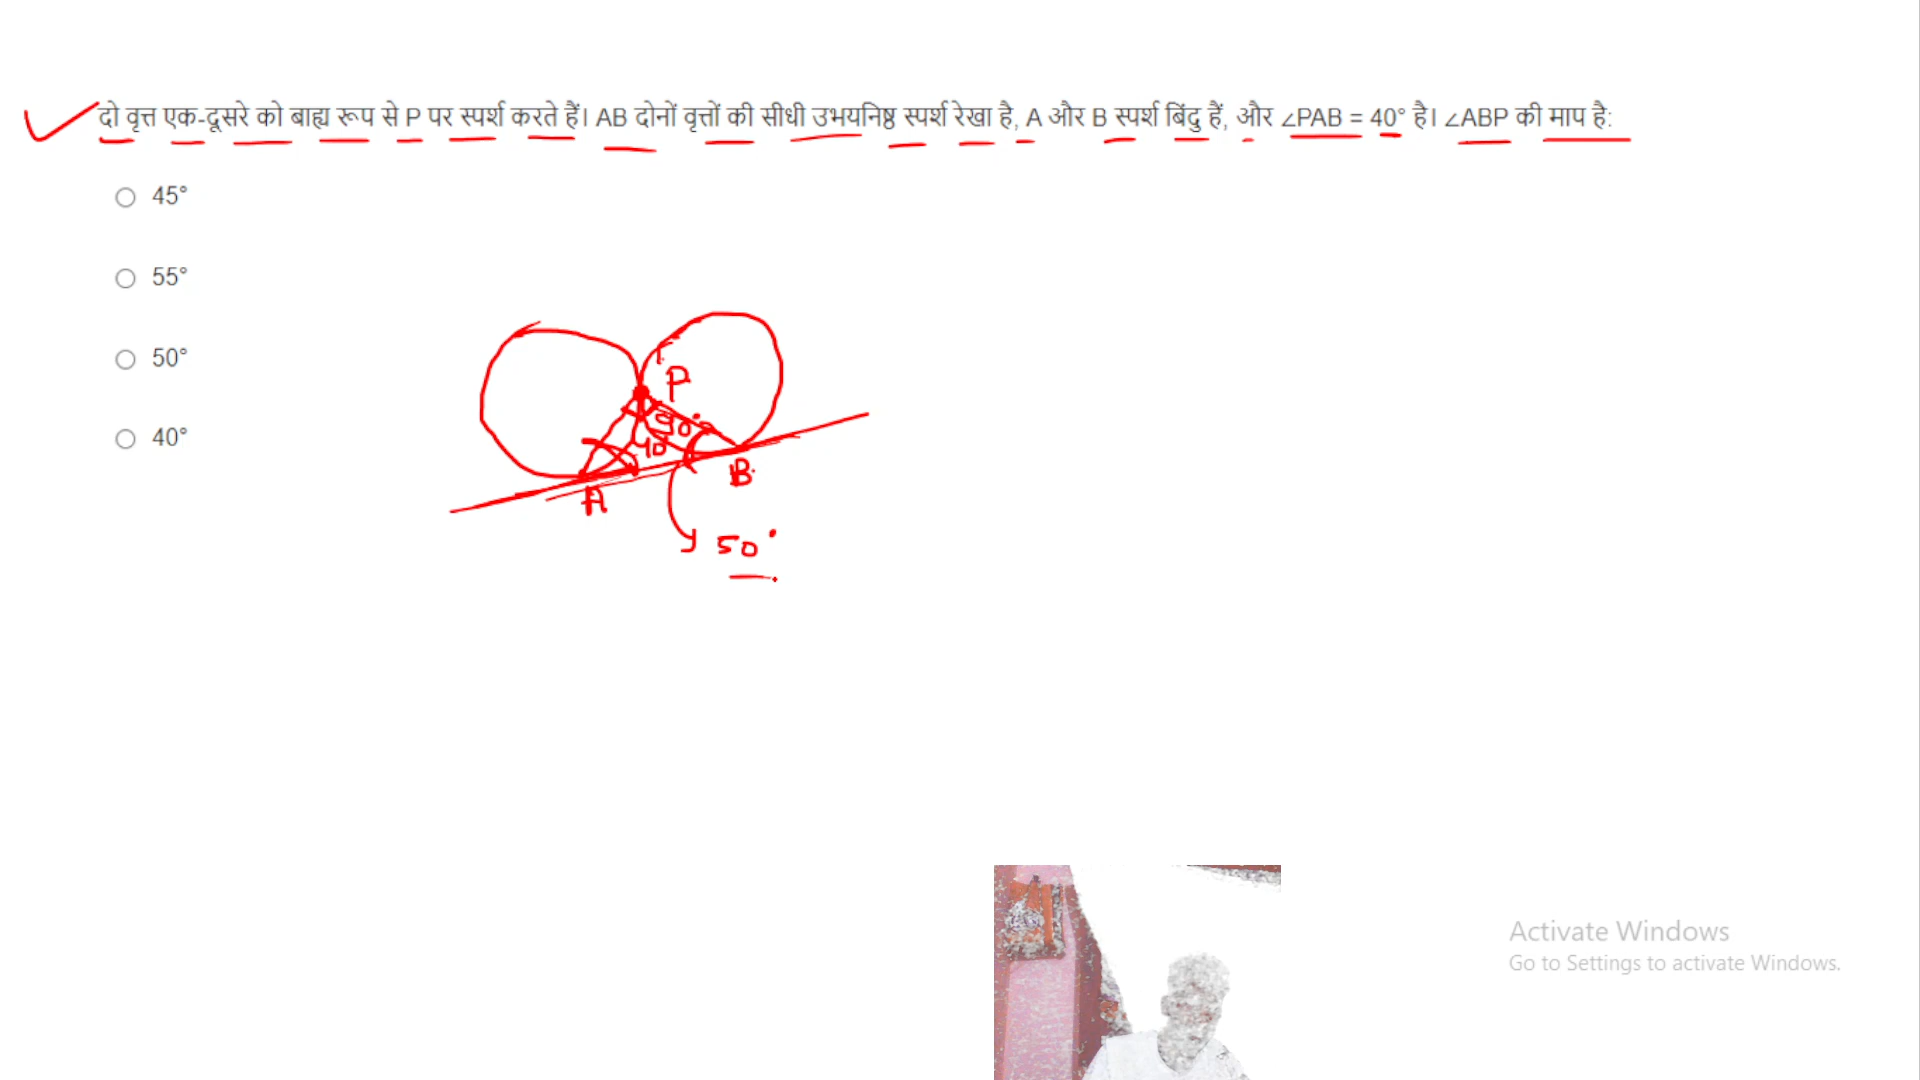 दो वृत्त एक-दूसरे को बाह्य रूप से P पर स्पर्श करते हैं। AB दोनों वृत्तों की सीधी उभयनिष्ठ स्पर्श रेखा है, A और B स्पर्श बिंदु हैं, और ∠PAB = 40° है। ∠ABP की माप है:
45°
55°
50°
40°
P
90°
40
B
A
50°
Activate Windows
Go to Settings to activate Windows.